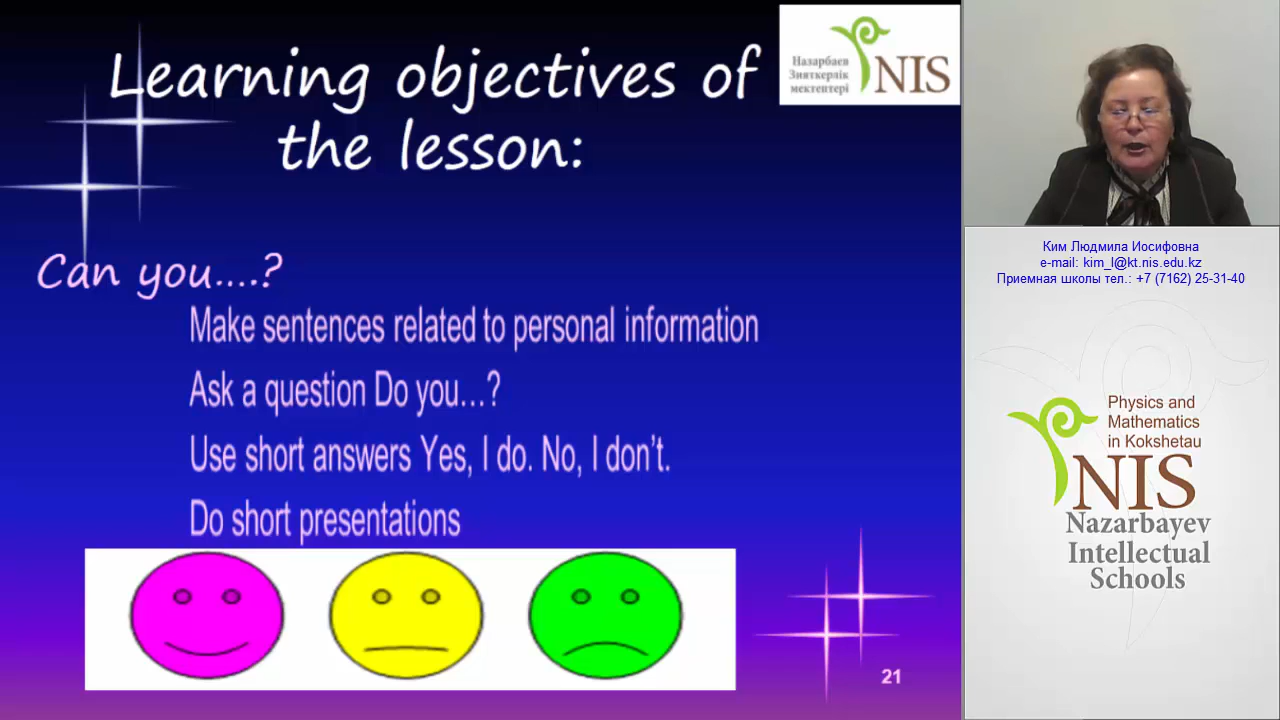 Learning objectives of
the lesson:
Назарбаев
Зияткерлік
мектептері
NIS
Can you....?
Make sentences related to personal information
Ask a question Do you...?
Use short answers Yes, I do. No, I don't.
Do short presentations
21
Ким Людмила Иосифовна
e-mail: kim_l@kt.nis.edu.kz
Приемная школы тел.: +7 (7162) 25-31-40
Physics and
Mathematics
in Kokshetau
NIS
Nazarbayev
Intellectual
Schools